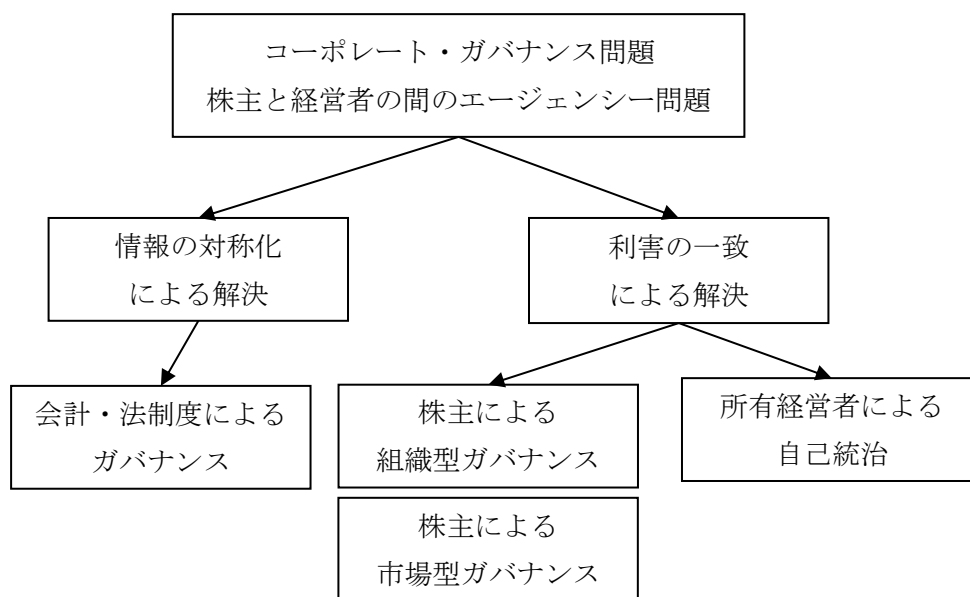 コーポレート・ガバナンス問題
株主と経営者の間のエージェンシー問題
情報の対称化
による解決
利害の一致
による解決
会計・法制度による
ガバナンス
株主による
組織型ガバナンス
所有経営者による
自己統治
株主による
市場型ガバナンス